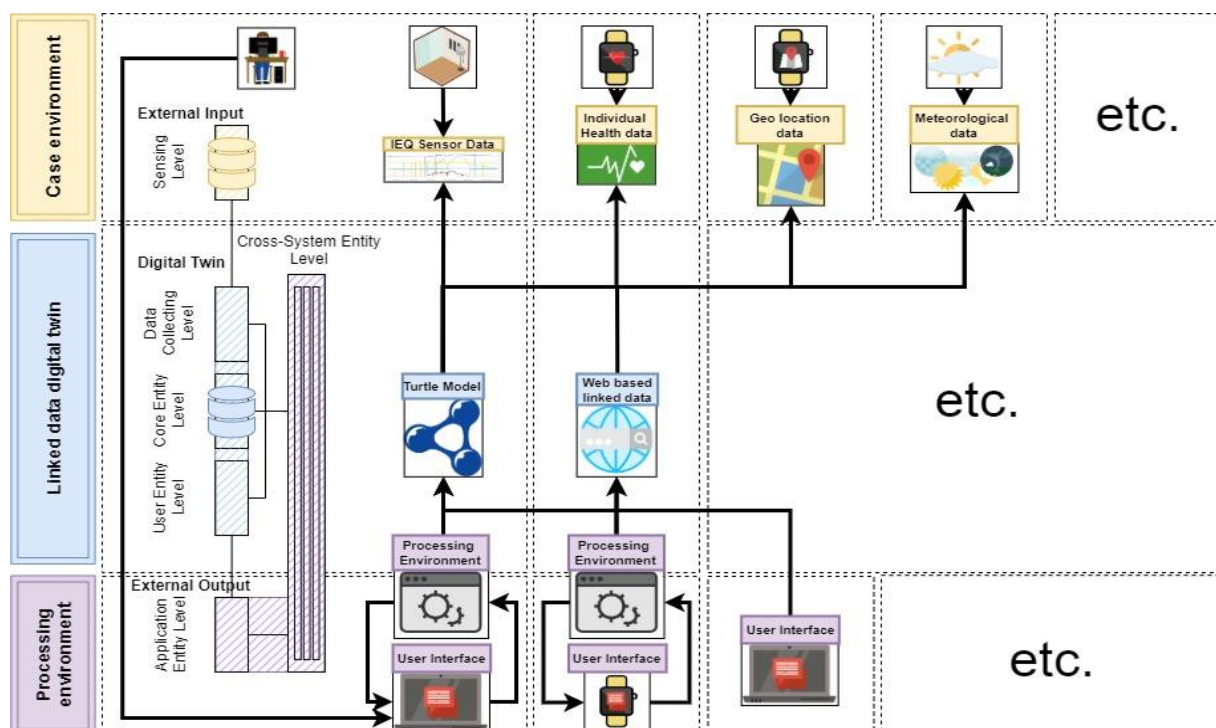 Case environment
External Input
Sensing
Level
IEQ Sensor Data
Individual
Health data
Geo location
data
Meteorological
data
etc.
Linked data digital twin
Cross-System Entity
Level
Digital Twin
Data
Collecting
Level
Core Entity
Level
User Entity
Level
Turtle Model
Web based
linked data
etc.
Processing
Environment
Processing
Environment
Processing
environment
External Output
Application
Entity Level
User Interface
User Interface
User Interface
etc.